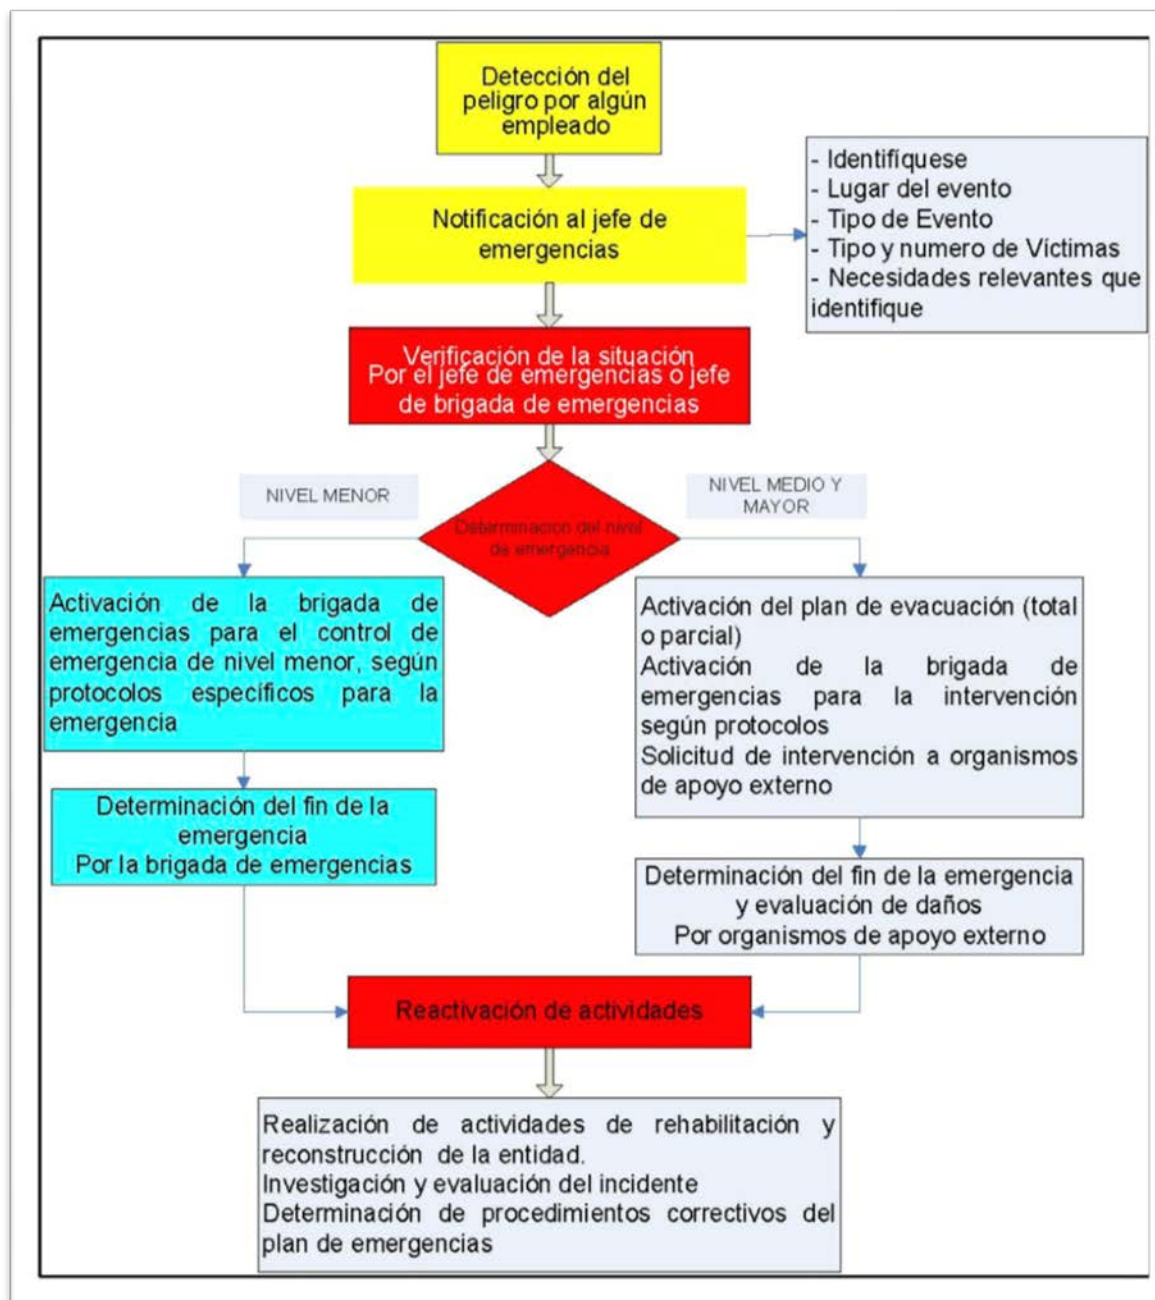 Detección del
peligro por algún
empleado
Notificación al jefe de
emergencias
- Identifíquese
- Lugar del evento
- Tipo de Evento
- Tipo y numero de Víctimas
- Necesidades relevantes que
identifique
Verificación de la situación
Por el jefe de emergencias o jefe
de brigada de emergencias
Determinacion del nivel
de emergencia
NIVEL MENOR
NIVEL MEDIO Y
MAYOR
Activación de la brigada de
emergencias para el control de
emergencia de nivel menor, según
protocolos específicos para la
emergencia
Determinación del fin de la
emergencia
Por la brigada de emergencias
Activación del plan de evacuación (total
o parcial)
Activación de la brigada de
emergencias para la intervención
según protocolos
Solicitud de intervención a organismos
de apoyo externo
Determinación del fin de la emergencia
y evaluación de daños
Por organismos de apoyo externo
Reactivación de actividades
Realización de actividades de rehabilitación y
reconstrucción de la entidad.
Investigación y evaluación del incidente
Determinación de procedimientos correctivos del
plan de emergencias